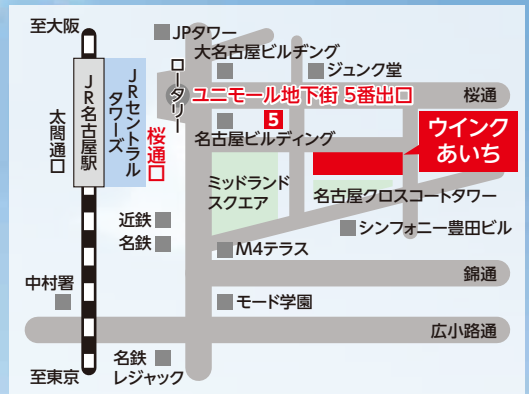 至大阪
JPタワー
大名古屋ビルヂング
ジュンク堂
JR名古屋駅
JRセントラル
タワーズ
ロータリー
ユニモール地下街 5番出口
桜通
太閤通口
桜通口
5
名古屋ビルディング
ウインク
あいち
ミッドランド
スクエア
名古屋クロスコートタワー
近鉄
名鉄
シンフォニー豊田ビル
M4テラス
錦通
中村署
モード学園
広小路通
名鉄
レジャック
至東京